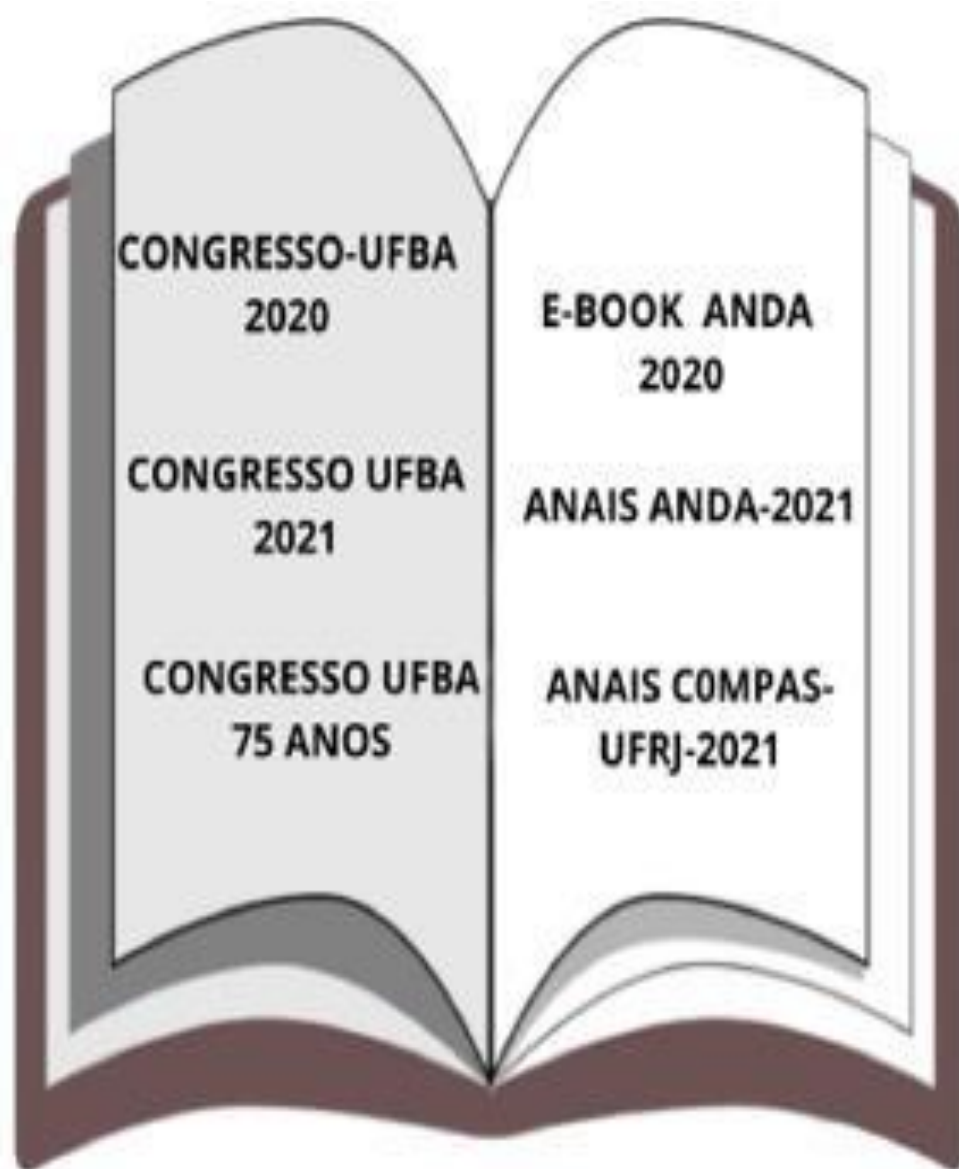 CONGRESSO-UFBA
2020
CONGRESSO UFBA
2021
CONGRESSO UFBA
75 ANOS
E-BOOK ANDA
2020
ANAIS ANDA-2021
ANAIS C0MPAS-
UFRJ-2021